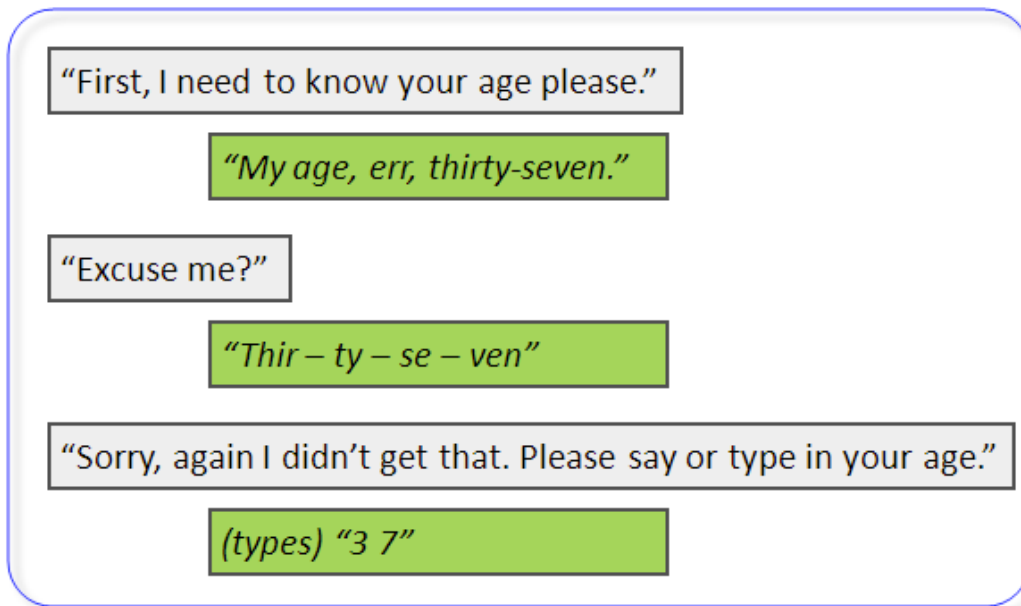 “First, I need to know your age please.”
“My age, err, thirty-seven.”
“Excuse me?”
“Thir – ty – se – ven”
“Sorry, again I didn’t get that. Please say or type in your age.”
(types) “3 7”